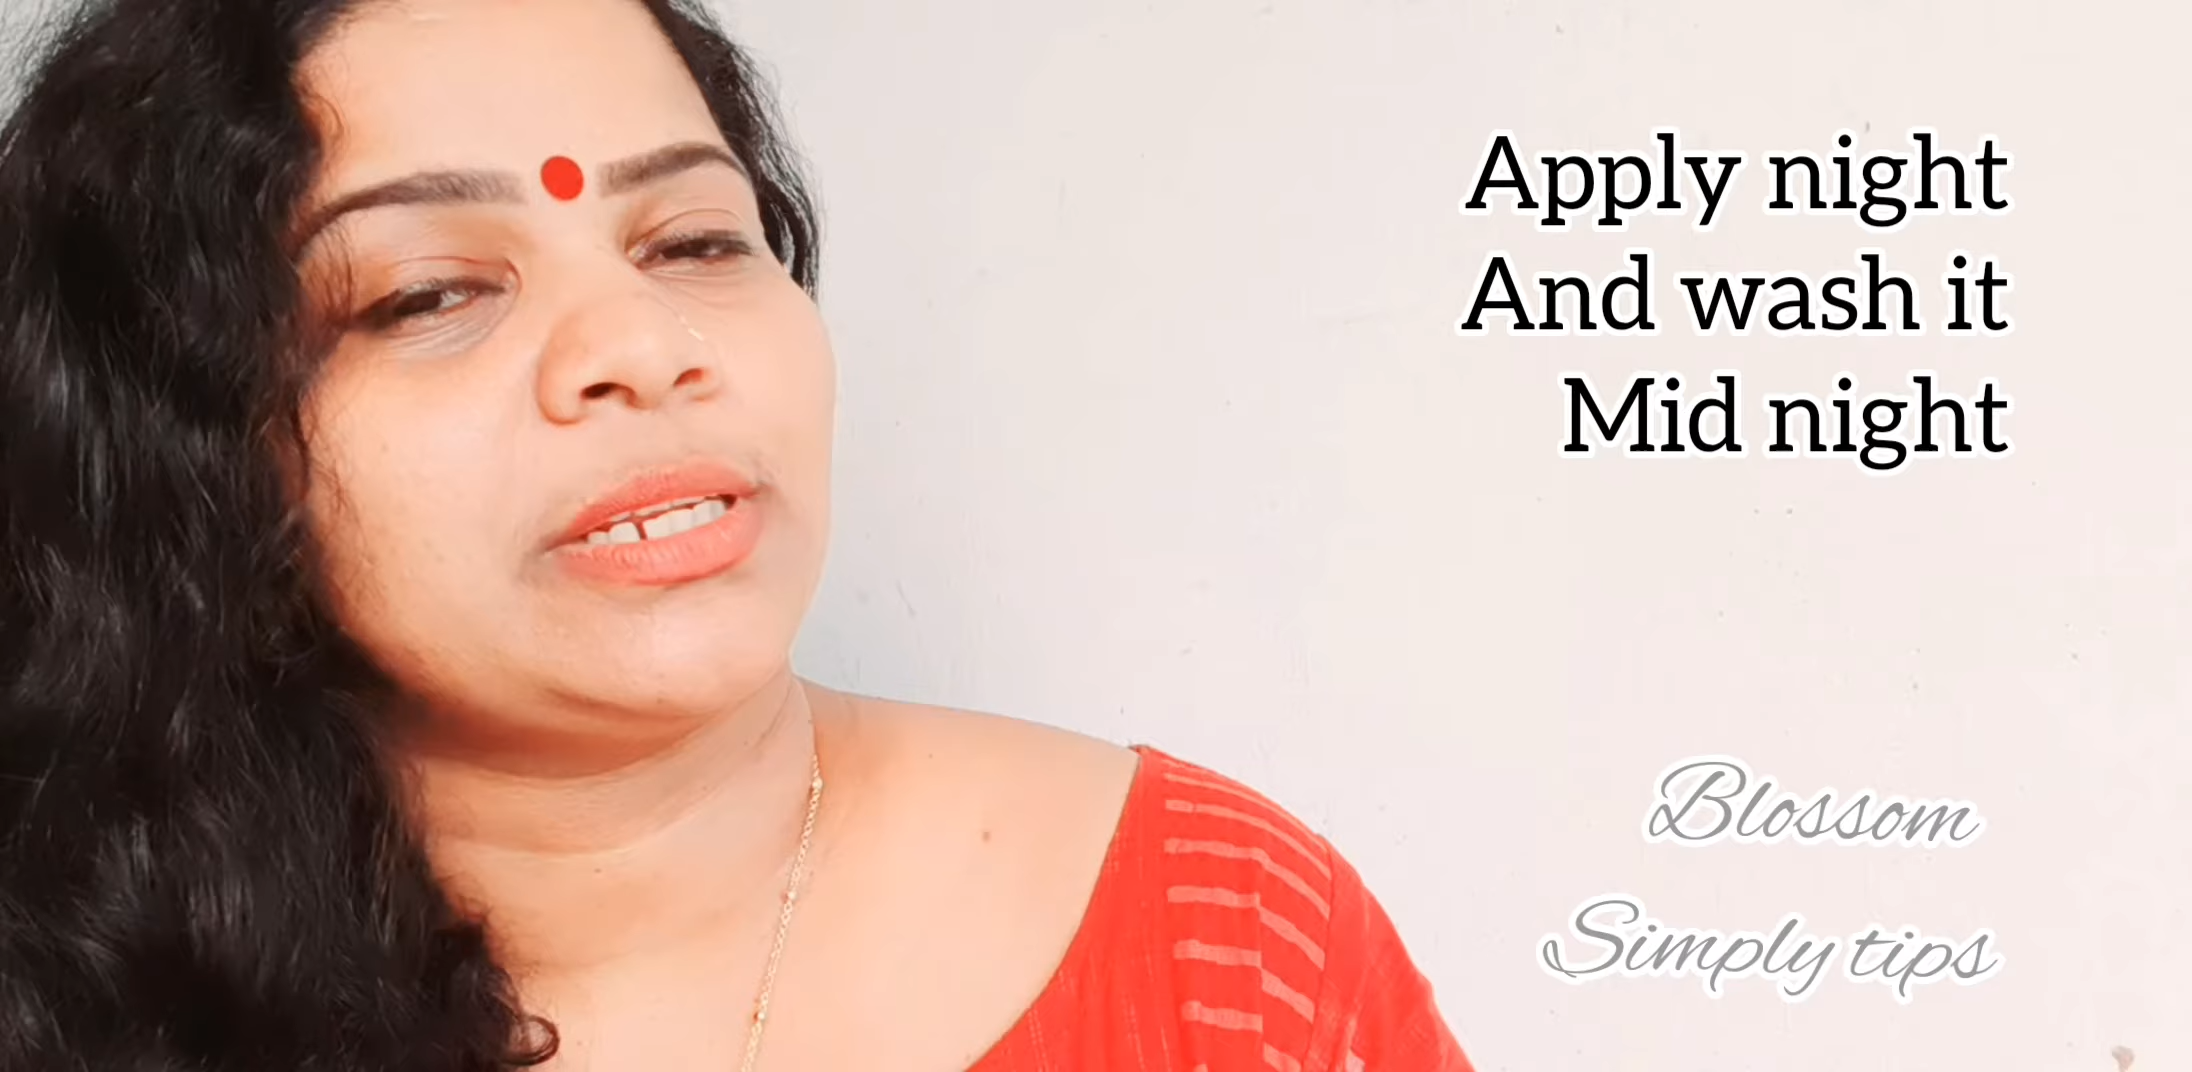 Apply night
And wash it
Mid night
Blossom
Simply tips